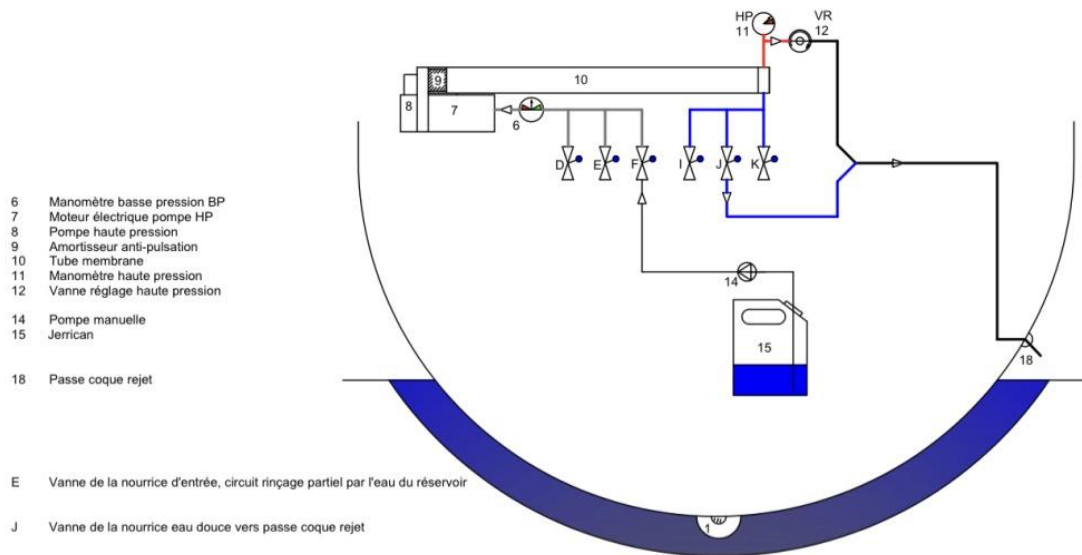 HP
11
VR
12
9
10
8
7
6
D
E
F
I
J
K
6 Manomètre basse pression BP
7 Moteur électrique pompe HP
8 Pompe haute pression
9 Amortisseur anti-pulsation
10 Tube membrane
11 Manomètre haute pression
12 Vanne réglage haute pression
14 Pompe manuelle
15 Jerrican
18 Passe coque rejet
14
15
18
E Vanne de la nourrice d'entrée, circuit rinçage partiel par l'eau du réservoir
J Vanne de la nourrice eau douce vers passe coque rejet
1